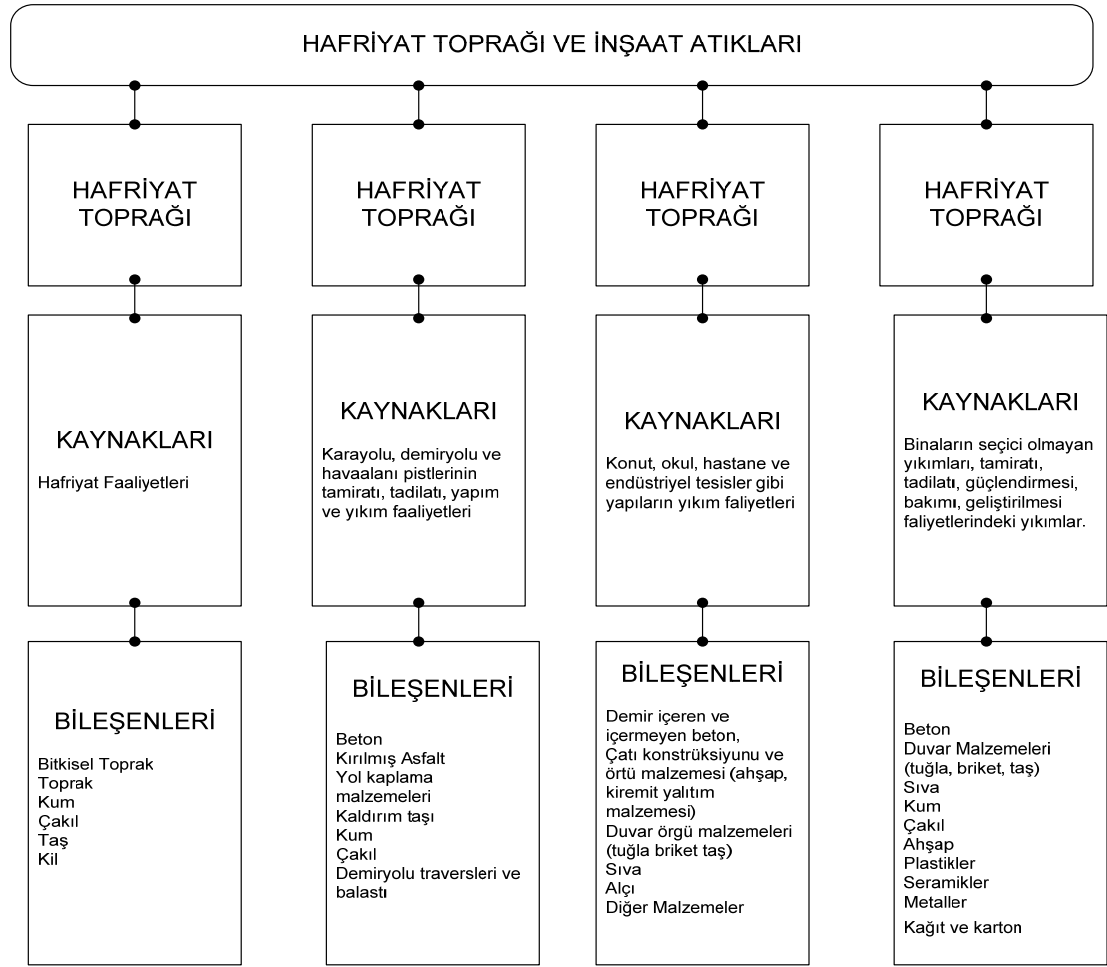 HAFRİYAT TOPRAĞI VE İNŞAAT ATIKLARI
HAFRİYAT
TOPRAĞI
KAYNAKLARI
Hafriyat Faaliyetleri
BİLEŞENLERİ
Bitkisel Toprak
Toprak
Kum
Çakıl
Taş
Kil
HAFRİYAT
TOPRAĞI
KAYNAKLARI
Karayolu, demiryolu ve
havaalanı pistlerinin
tamiratı, tadilatı, yapım
ve yıkım faaliyetleri
BİLEŞENLERİ
Beton
Kırılmış Asfalt
Yol kaplama
malzemeleri
Kaldırım taşı
Kum
Çakıl
Demiryolu traversleri ve
balastı
HAFRİYAT
TOPRAĞI
KAYNAKLARI
Konut, okul, hastane ve
endüstriyel tesisler gibi
yapıların yıkım faliyetleri
BİLEŞENLERİ
Demir içeren ve
içermeyen beton,
Çatı konstrüksiyunu ve
örtü malzemesi (ahşap,
kiremit yalıtım
malzemesi)
Duvar örgü malzemeleri
(tuğla briket taş)
Sıva
Alçı
Diğer Malzemeler
HAFRİYAT
TOPRAĞI
KAYNAKLARI
Binaların seçici olmayan
yıkımları, tamiratı,
tadilatı, güçlendirmesi,
bakımı, geliştirilmesi
faliyetlerindeki yıkımlar.
BİLEŞENLERİ
Beton
Duvar Malzemeleri
(tuğla, briket, taş)
Sıva
Kum
Çakıl
Ahşap
Plastikler
Seramikler
Metaller
Kağıt ve karton